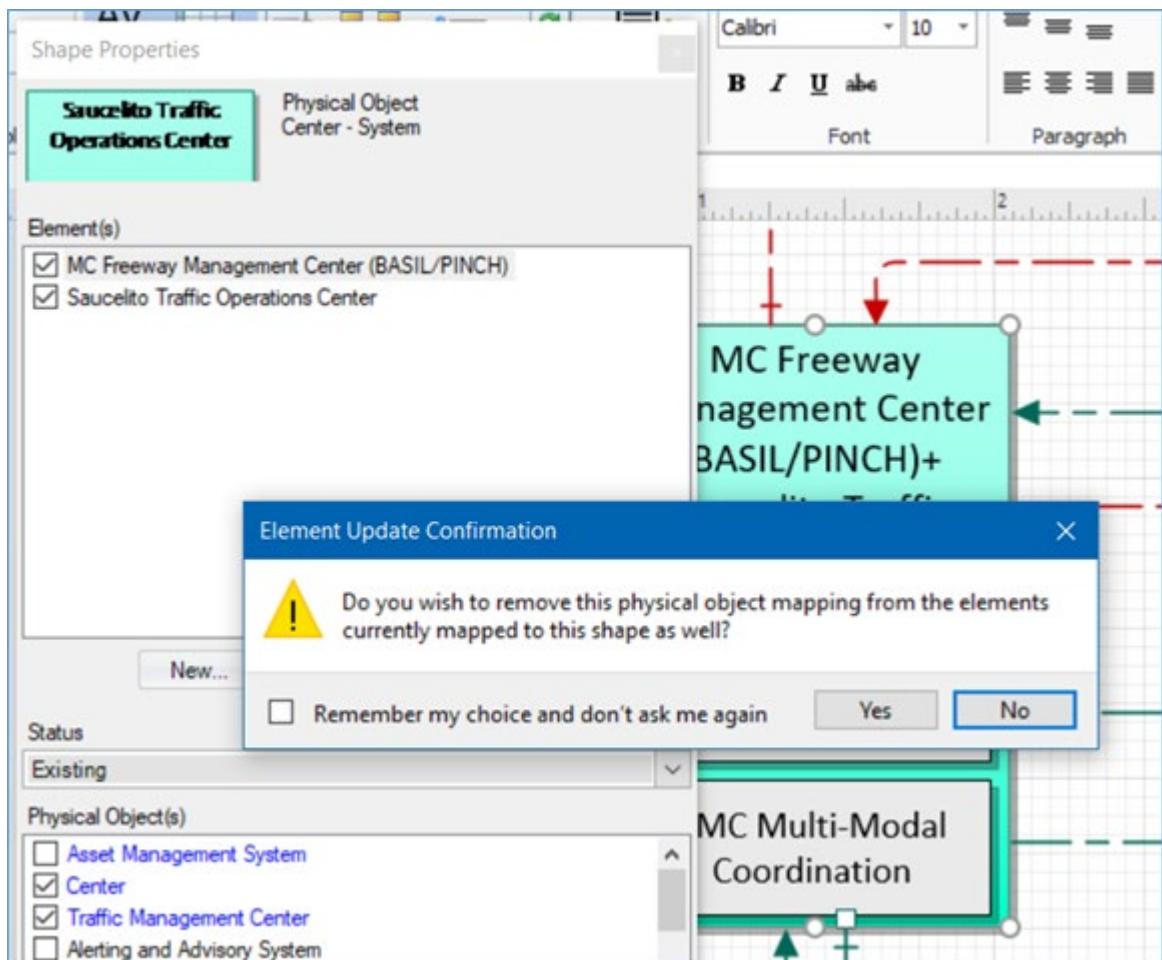 Shape Properties
Calibri
10
B I U abc
Font
Paragraph
Saucelito Traffic
Operations Center
Physical Object
Center - System
1
2
Element(s)
MC Freeway Management Center (BASIL/PINCH)
Saucelito Traffic Operations Center
MC Freeway
nagement Center
BASIL/PINCH)+
Element Update Confirmation
Do you wish to remove this physical object mapping from the elements
currently mapped to this shape as well?
New...
Remember my choice and don't ask me again
Yes
No
Status
Existing
Physical Object(s)
Asset Management System
Center
Traffic Management Center
Alerting and Advisory System
MC Multi-Modal
Coordination